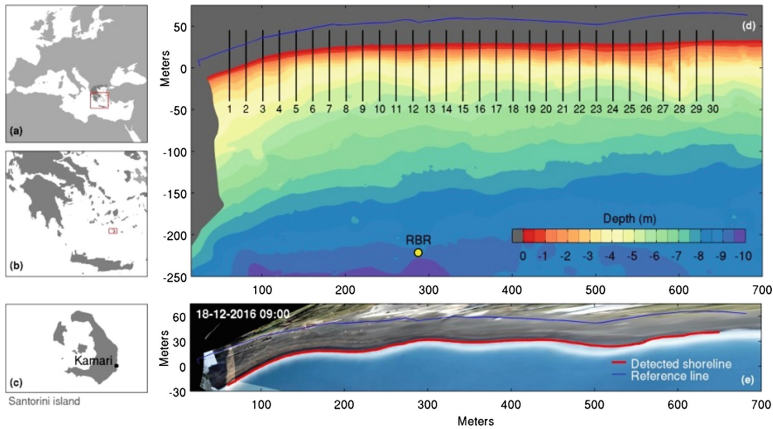 (a)
(b)
(c)
Kamari
Santorini island
Meters
50
0
-50
-100
-150
-200
-250
(d)
1 2 3 4 5 6 7 8 9 10 11 12 13 14 15 16 17 18 19 20 21 22 23 24 25 26 27 28 29 30
RBR
Depth (m)
0 -1 -2 -3 -4 -5 -6 -7 -8 -9 -10
100 200 300 400 500 600 700
Meters
60
30
0
-30
18-12-2016 09:00
Detected shoreline
Reference line
(e)
100 200 300 400 500 600 700
Meters